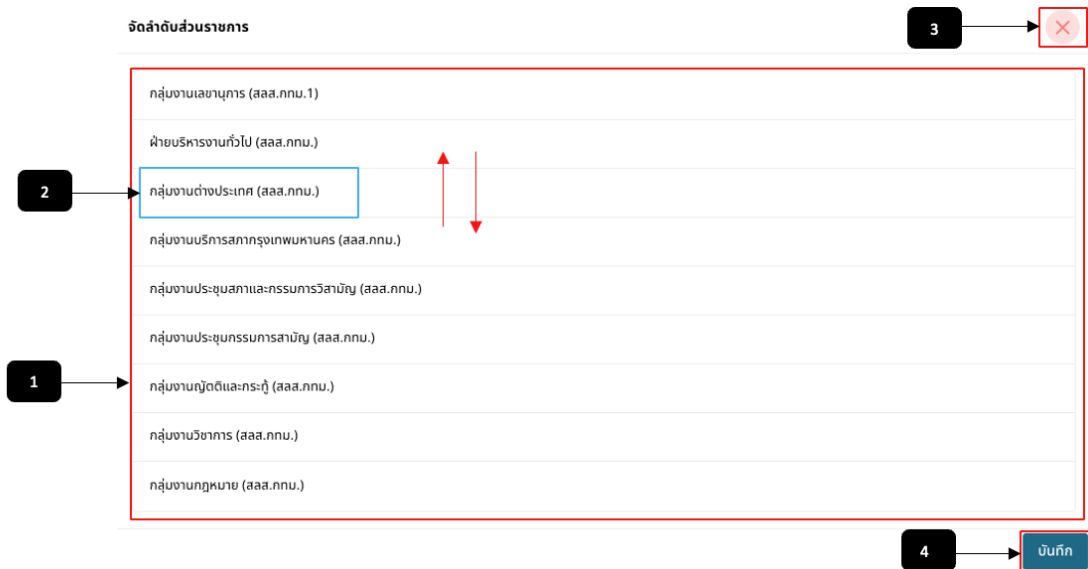 จัดลำดับส่วนราชการ
3
กลุ่มงานเลขานุการ (สลส.กทม.1)
ฝ่ายบริหารงานทั่วไป (สลส.กทม.)
2
กลุ่มงานต่างประเทศ (สลส.กทม.)
กลุ่มงานบริการสภากรุงเทพมหานคร (สลส.กทม.)
กลุ่มงานประชุมสภาและกรรมการวิสามัญ (สลส.กทม.)
กลุ่มงานประชุมกรรมการสามัญ (สลส.กทม.)
1
กลุ่มงานญัตติและกระทู้ (สลส.กทม.)
กลุ่มงานวิชาการ (สลส.กทม.)
กลุ่มงานกฎหมาย (สลส.กทม.)
4
บันทึก